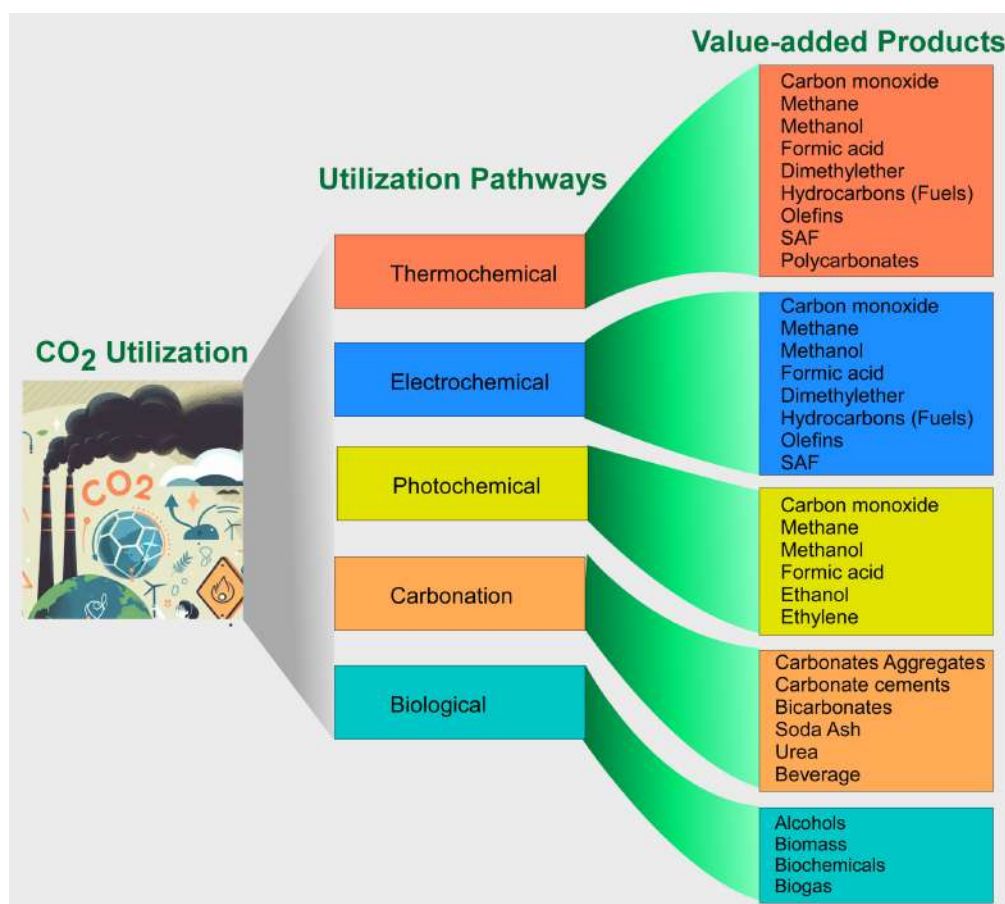 Value-added Products
Utilization Pathways
CO₂ Utilization
CO2
Thermochemical
Electrochemical
Photochemical
Carbonation
Biological
Carbon monoxide
Methane
Methanol
Formic acid
Dimethylether
Hydrocarbons (Fuels)
Olefins
SAF
Polycarbonates
Carbon monoxide
Methane
Methanol
Formic acid
Dimethylether
Hydrocarbons (Fuels)
Olefins
SAF
Carbon monoxide
Methane
Methanol
Formic acid
Ethanol
Ethylene
Carbonates Aggregates
Carbonate cements
Bicarbonates
Soda Ash
Urea
Beverage
Alcohols
Biomass
Biochemicals
Biogas